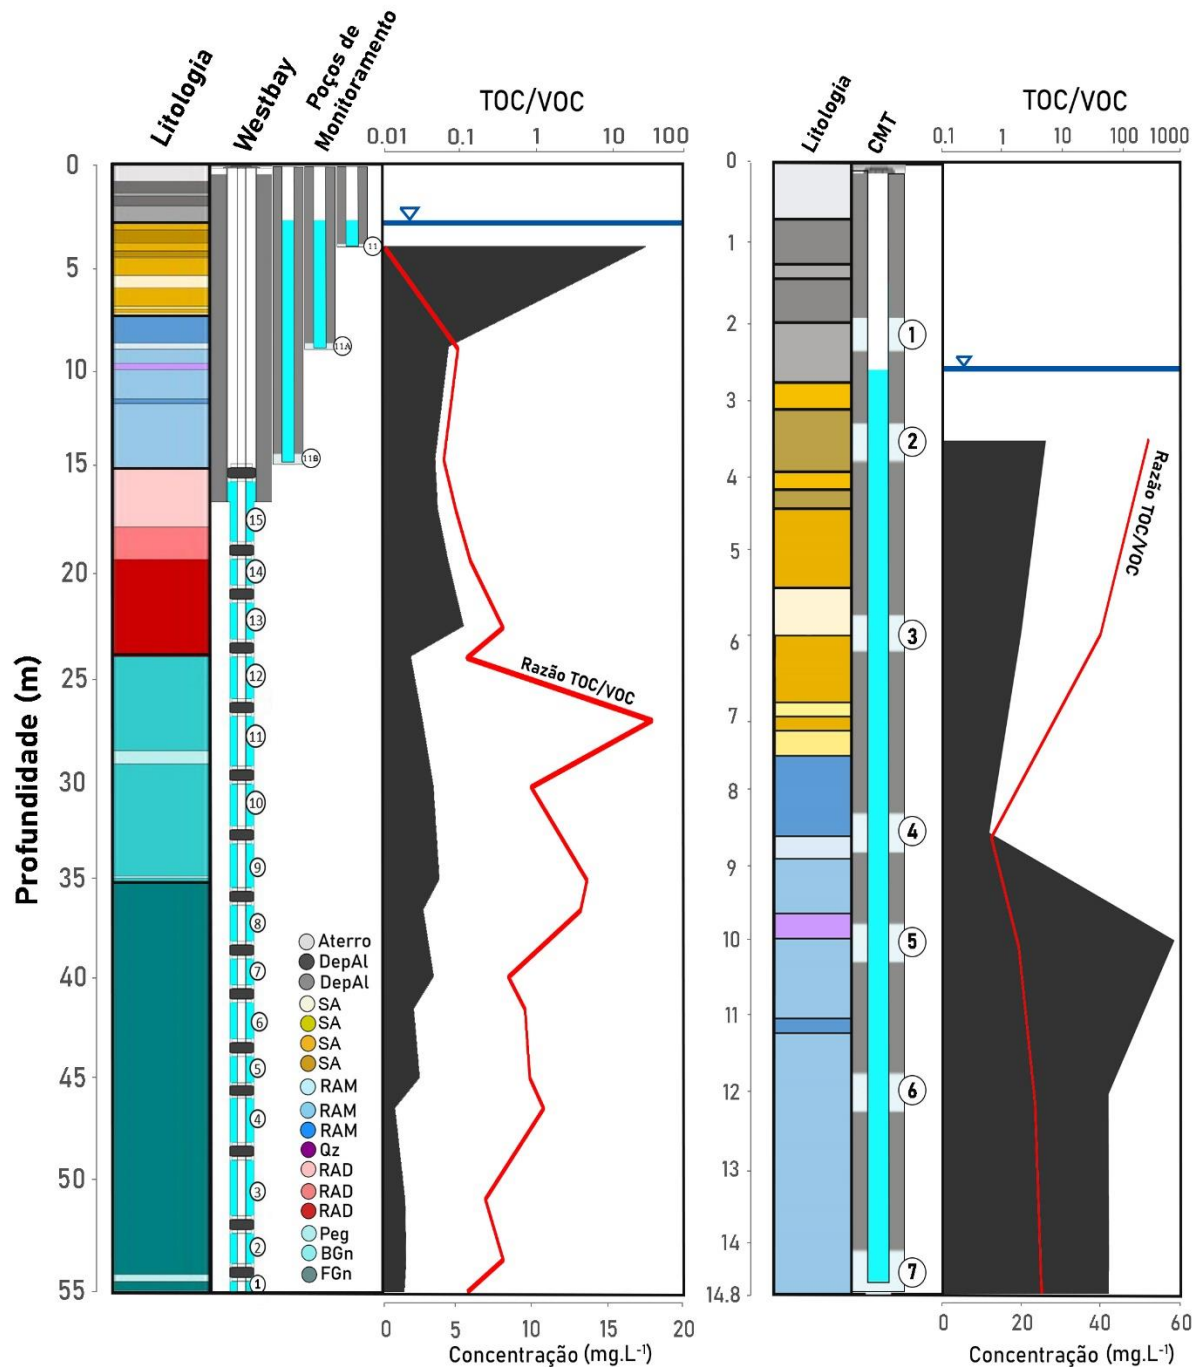 Litologia
Westbay
Poços de
Monitoramento
TOC/VOC
0.01 0.1 1 10 100
Litologia
CMT
TOC/VOC
0.1 1 10 100 1000
Profundidade (m)
0
5
10
15
20
25
30
35
40
45
50
55
11
11A
11B
15
14
13
12
11
10
9
8
7
6
5
4
3
2
1
Razão TOC/VOC
Aterro
DepAl
DepAl
SA
SA
SA
SA
RAM
RAM
RAM
Qz
RAD
RAD
RAD
Peg
BGn
FGn
0 5 10 15 20
Concentração (mg.L⁻¹)
0
1
2
3
4
5
6
7
8
9
10
11
12
13
14
14.8
1
2
3
4
5
6
7
Razão TOC/VOC
0 20 40 60
Concentração (mg.L⁻¹)